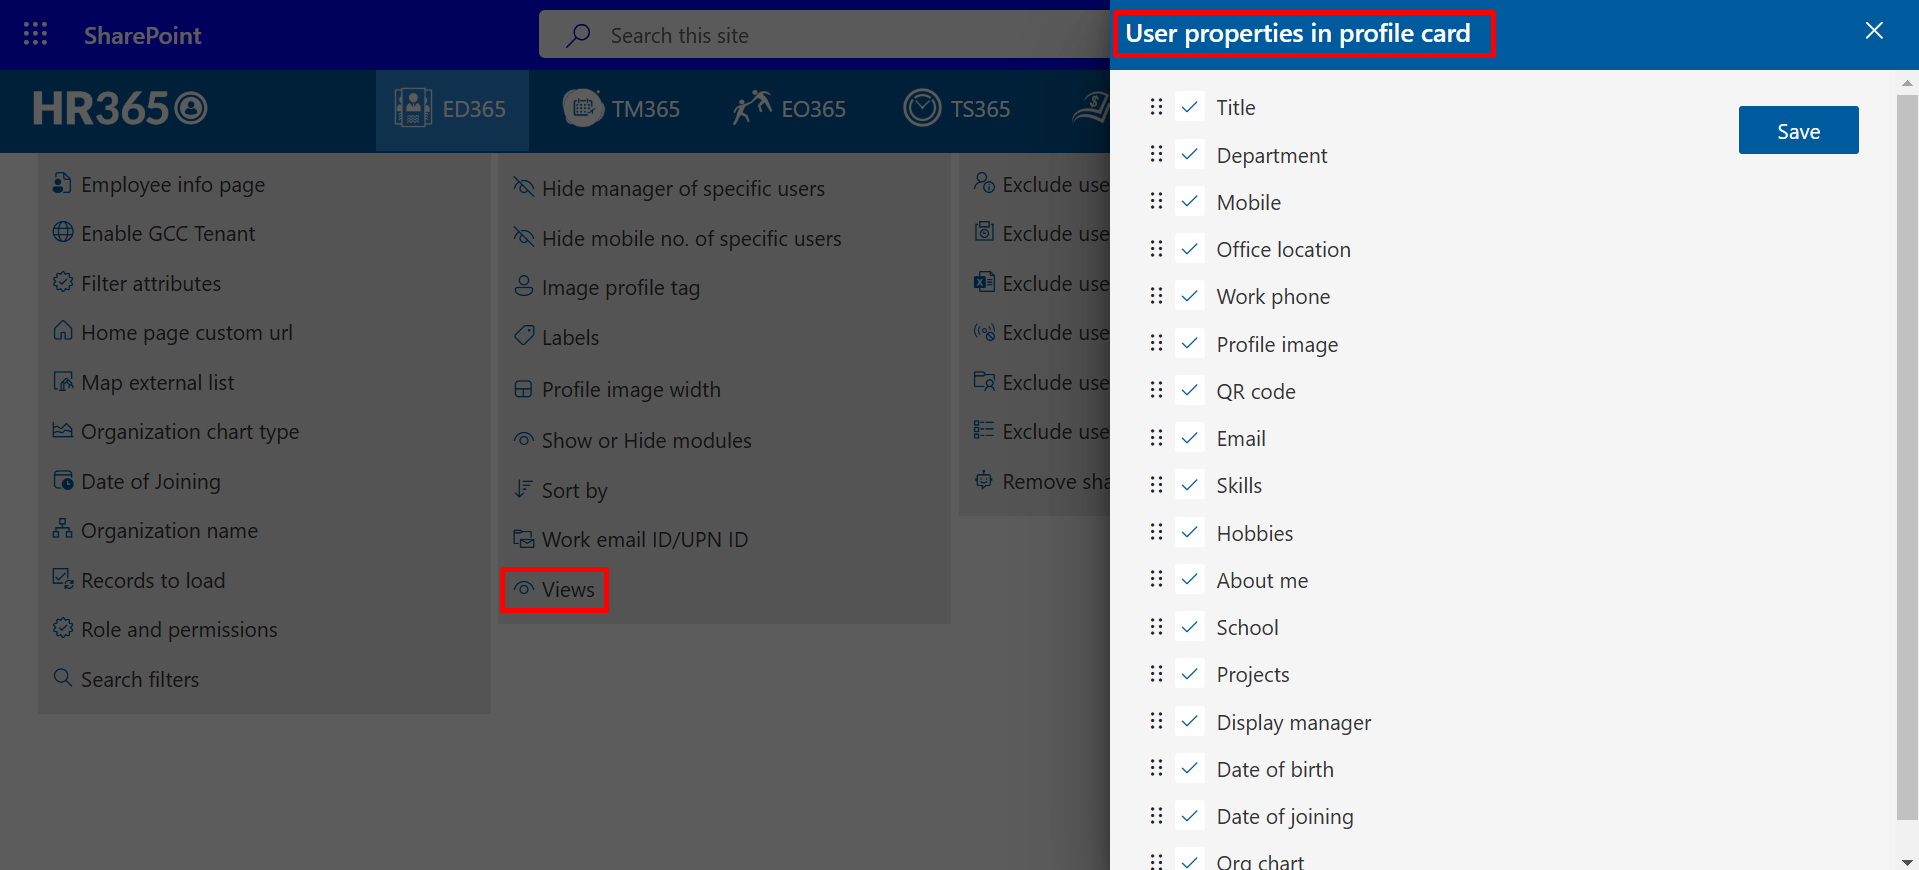 SharePoint
Search this site
User properties in profile card
HR365
ED365
TM365
EO365
TS365
Employee info page
Enable GCC Tenant
Filter attributes
Home page custom url
Map external list
Organization chart type
Date of Joining
Organization name
Records to load
Role and permissions
Search filters
Hide manager of specific users
Hide mobile no. of specific users
Image profile tag
Labels
Profile image width
Show or Hide modules
Sort by
Work email ID/UPN ID
Views
Exclude use
Exclude use
Exclude use
Exclude use
Exclude use
Exclude use
Remove sha
Title
Department
Mobile
Office location
Work phone
Profile image
QR code
Email
Skills
Hobbies
About me
School
Projects
Display manager
Date of birth
Date of joining
Org chart
Save